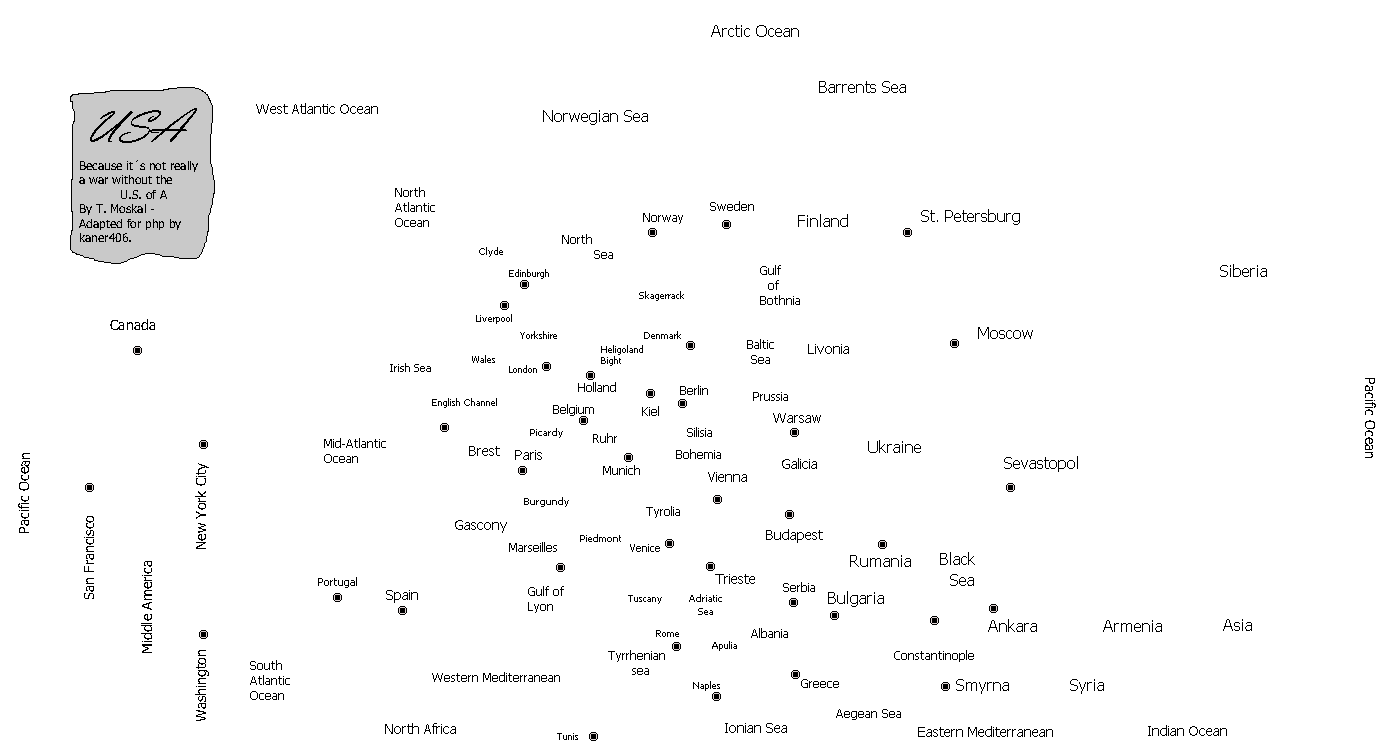 Arctic Ocean
Barrents Sea
West Atlantic Ocean
Norwegian Sea
USA
Because it´s not really
a war without the
U.S. of A
By T. Moskal -
Adapted for php by
kaner406.
North
Atlantic
Ocean
Norway
Sweden
Finland
St. Petersburg
Clyde
North
Sea
Edinburgh
Gulf
of
Bothnia
Siberia
Skagerrack
Liverpool
Canada
Yorkshire
Denmark
Moscow
Heligoland
Bight
Baltic
Sea
Livonia
Wales
London
Irish Sea
Holland
Berlin
Prussia
English Channel
Belgium
Kiel
Warsaw
Pacific Ocean
Picardy
Ruhr
Silisia
Mid-Atlantic
Ocean
Brest
Paris
Munich
Bohemia
Galicia
Ukraine
Sevastopol
Vienna
Pacific Ocean
San Francisco
New York City
Burgundy
Tyrolia
Gascony
Budapest
Marseilles
Piedmont
Venice
Rumania
Black
Sea
Middle America
Portugal
Spain
Gulf of
Lyon
Trieste
Serbia
Bulgaria
Tuscany
Adriatic
Sea
Ankara
Armenia
Asia
Rome
Apulia
Albania
Constantinople
Tyrrhenian
sea
Washington
South
Atlantic
Ocean
Western Mediterranean
Naples
Greece
Smyrna
Syria
Aegean Sea
North Africa
Tunis
Ionian Sea
Eastern Mediterranean
Indian Ocean